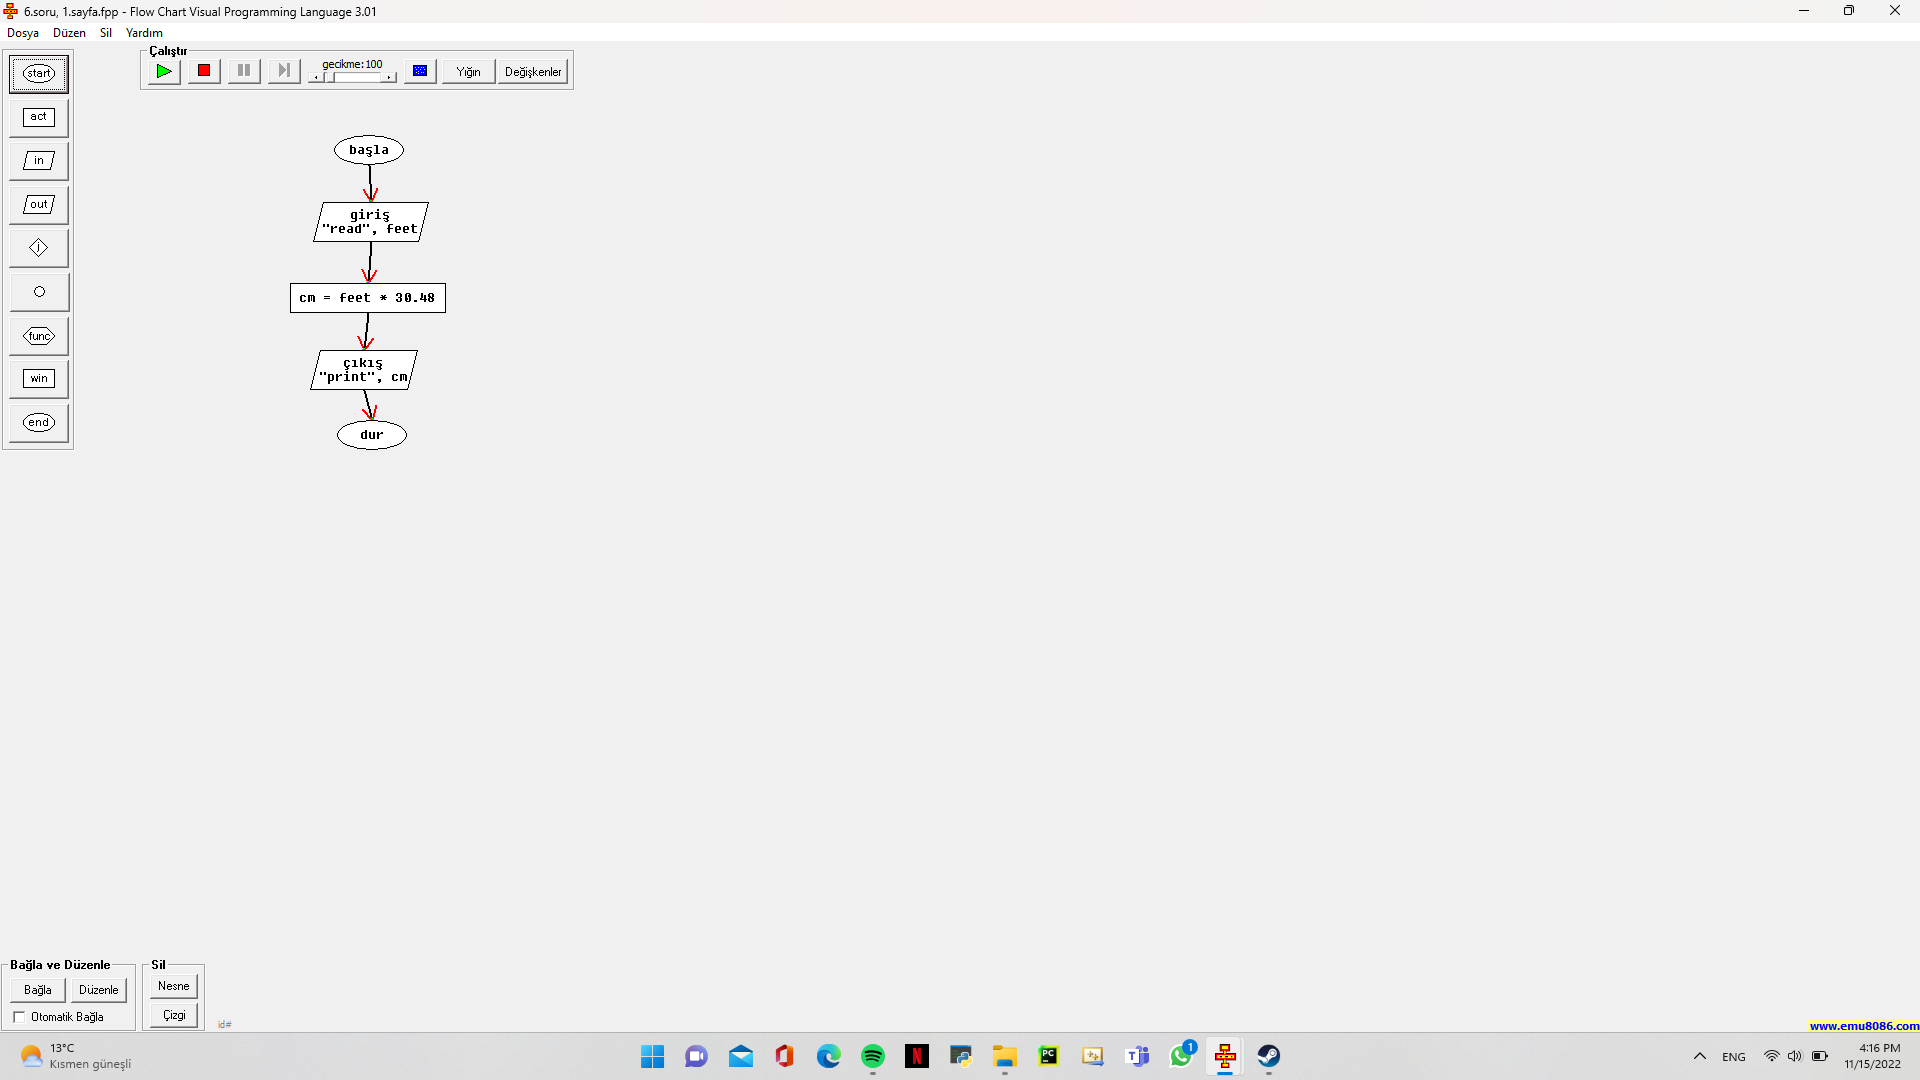 6.soru, 1.sayfa.fpp - Flow Chart Visual Programming Language 3.01
Dosya Düzen Sil Yardım
Çalıştır
gecikme:100
Yığın
Değişkenler
start
act
in
out
j
func
win
end
başla
giriş
"read", feet
cm = feet * 30.48
çıkış
"print", cm
dur
Bağla ve Düzenle
Bağla
Düzenle
Otomatik Bağla
Sil
Nesne
Çizgi
id#
www.emu8086.com
13°C
Kısmen güneşli
N
PC
1
ENG
4:16 PM
11/15/2022